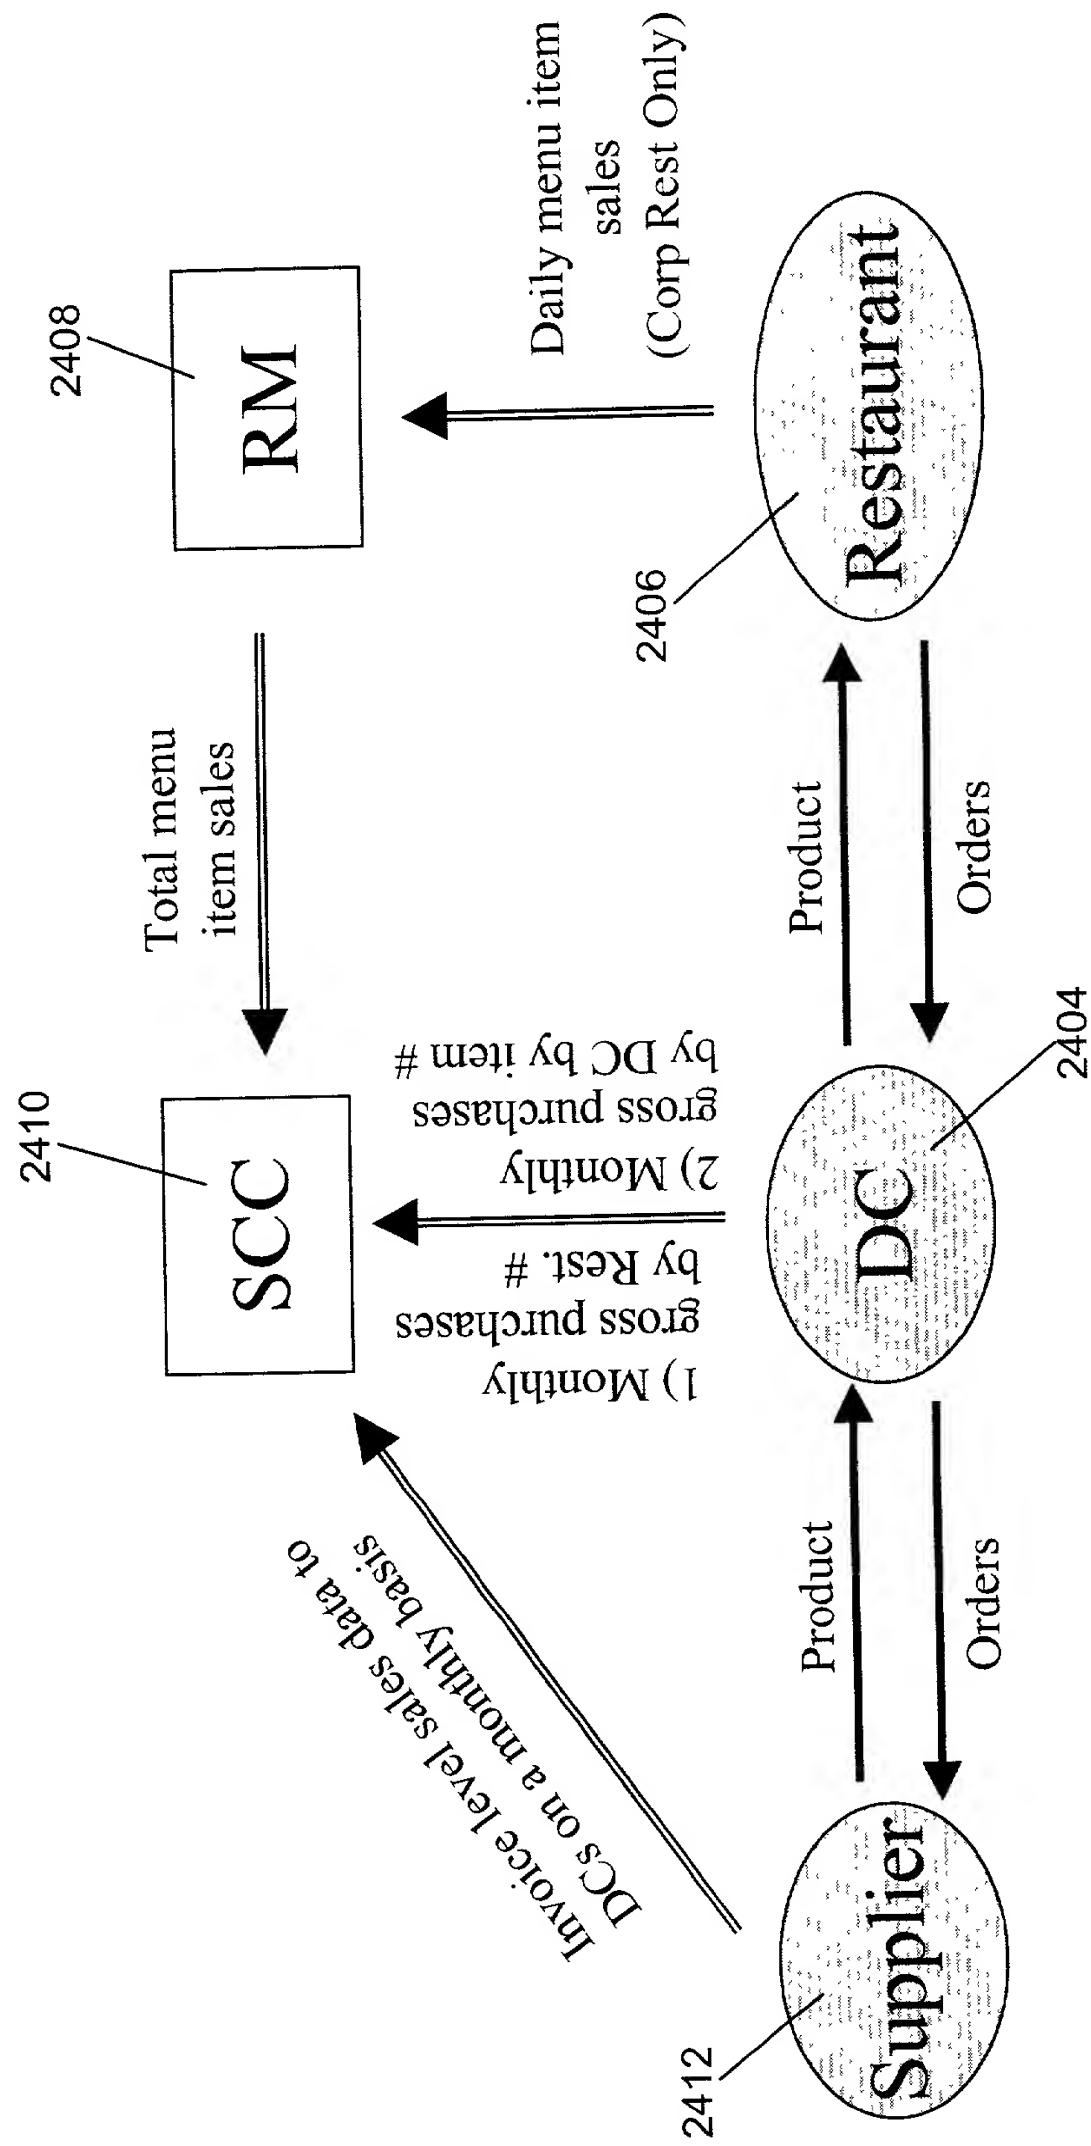 2410
SCC
Total menu
item sales
2408
RM
Invoice level sales data to
DCs on a monthly basis
1) Monthly
gross purchases
by Rest. #
2) Monthly
gross purchases
by DC by item #
Daily menu item
sales
(Corp Rest Only)
2412
Supplier
Product
Orders
DC
2404
Product
Orders
2406
Restaurant